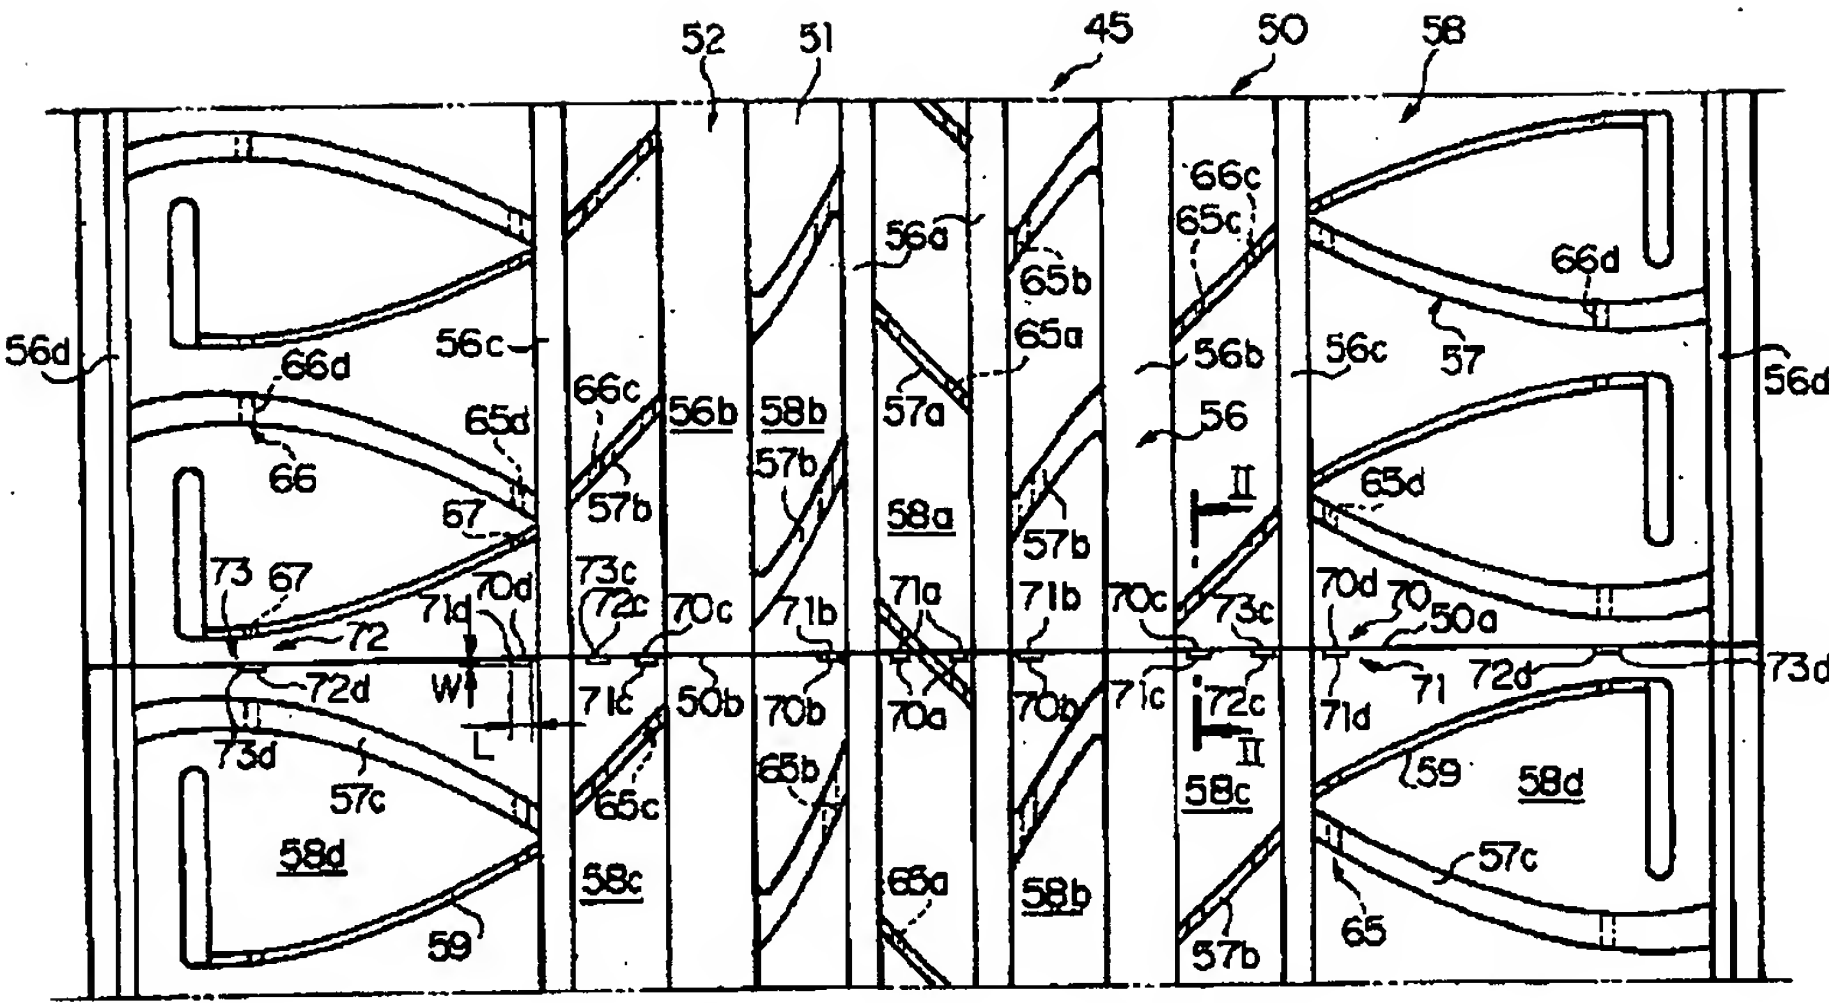 52 51 45 50 58
66c
65c
56a
65b
66d
56d 56c 65a 56b 56c 57 56d
66d 66c 56b 58b 57a 56
65d
66 57b II 65d
67 57b 58a
57b
73 67 70d 73c 71a 70d 70
72c 70c 71b 71b 70c 73c 50a
71d
72
W 72d 71c 50b 70b 70a 70b 71c 72c 71d 71 72d 73d
L
73d II
57c 65c 65b 58c 59 58d
58d 58c 65a 58b 57c
59 57b 65